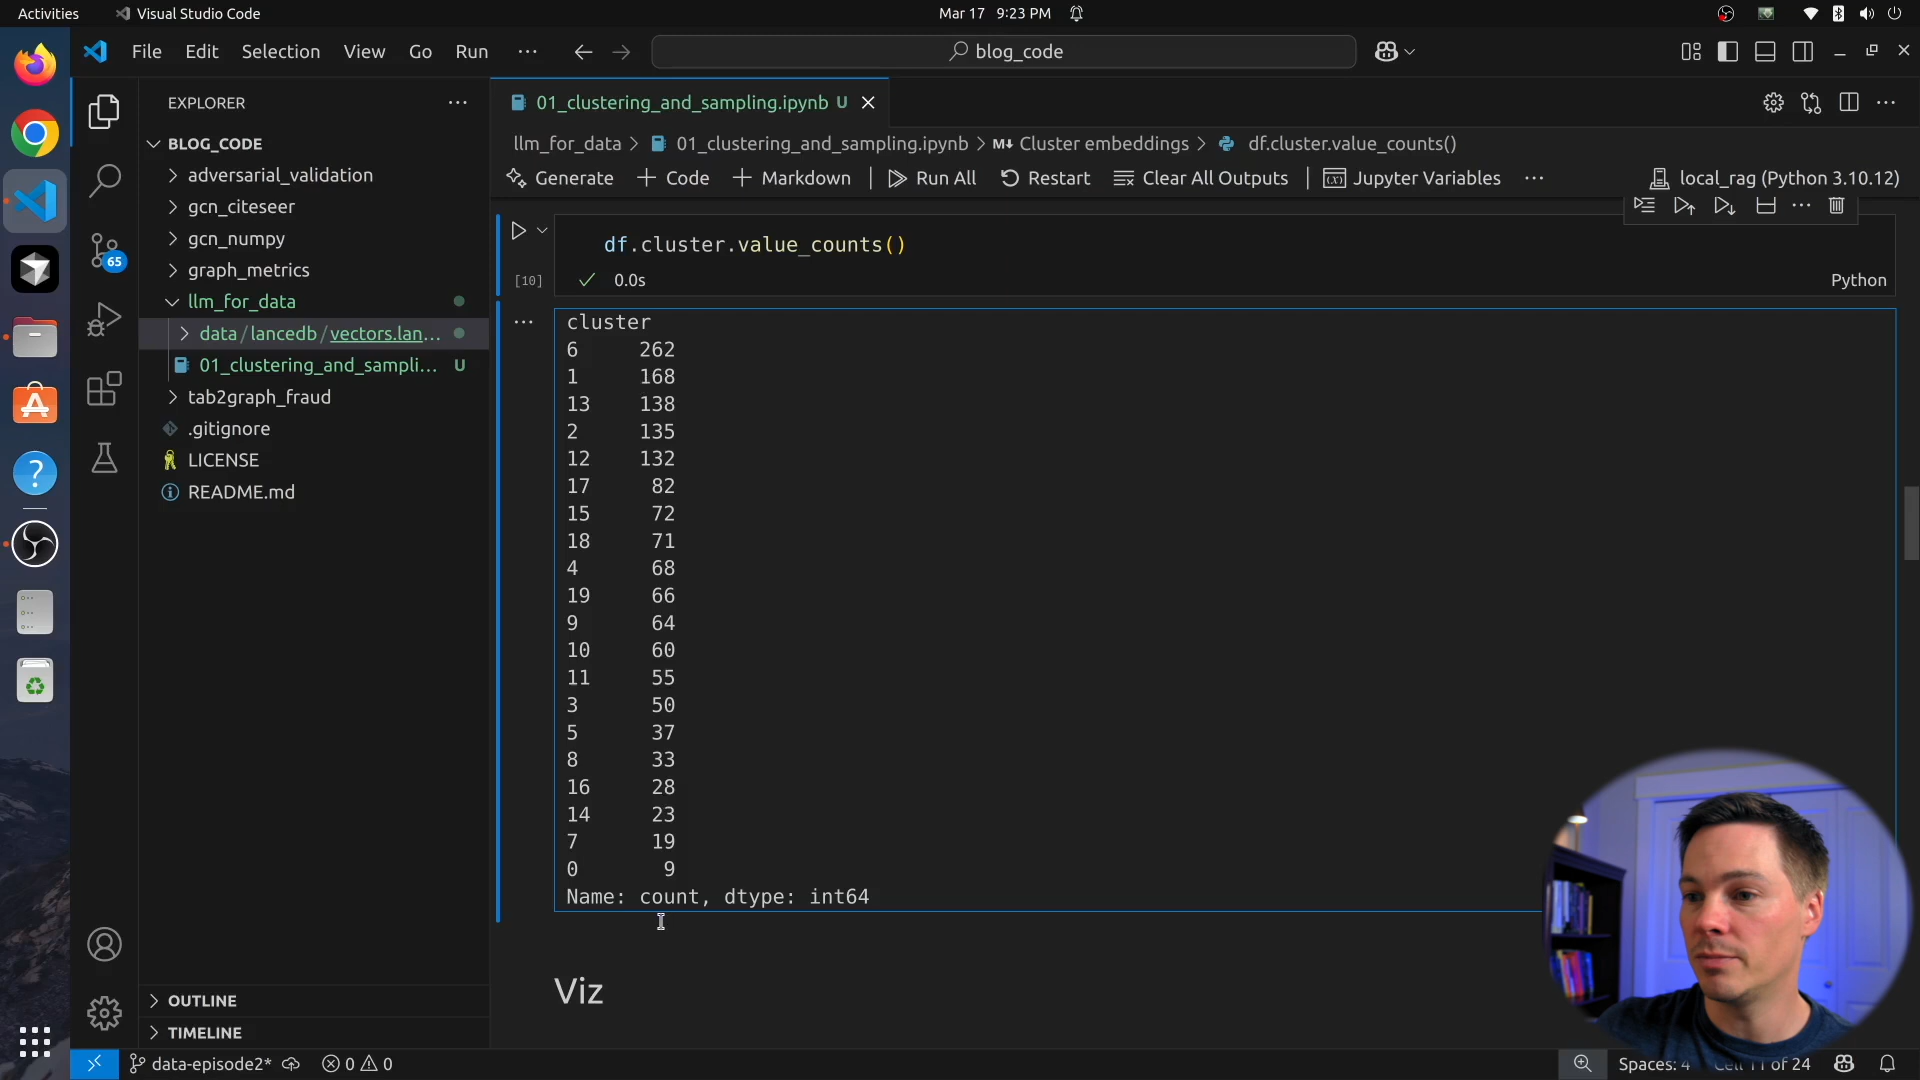 Activities
Visual Studio Code
Mar 17 9:23 PM
File Edit Selection View Go Run
blog_code
EXPLORER
BLOG_CODE
adversarial_validation
gcn_citeseer
gcn_numpy
graph_metrics
llm_for_data
data/lancedb/vectors.lan...
01_clustering_and_sampli... U
tab2graph_fraud
.gitignore
LICENSE
README.md
65
OUTLINE
TIMELINE
01_clustering_and_sampling.ipynb U
llm_for_data > 01_clustering_and_sampling.ipynb > M↓ Cluster embeddings > df.cluster.value_counts()
Generate + Code + Markdown Run All Restart Clear All Outputs Jupyter Variables
local_rag (Python 3.10.12)
df.cluster.value_counts()
[10] 0.0s Python
cluster
6 262
1 168
13 138
2 135
12 132
17 82
15 72
18 71
4 68
19 66
9 64
10 60
11 55
3 50
5 37
8 33
16 28
14 23
7 19
0 9
Name: count, dtype: int64
Viz
data-episode2* 0 0
Spaces: 4 Cell 11 of 24